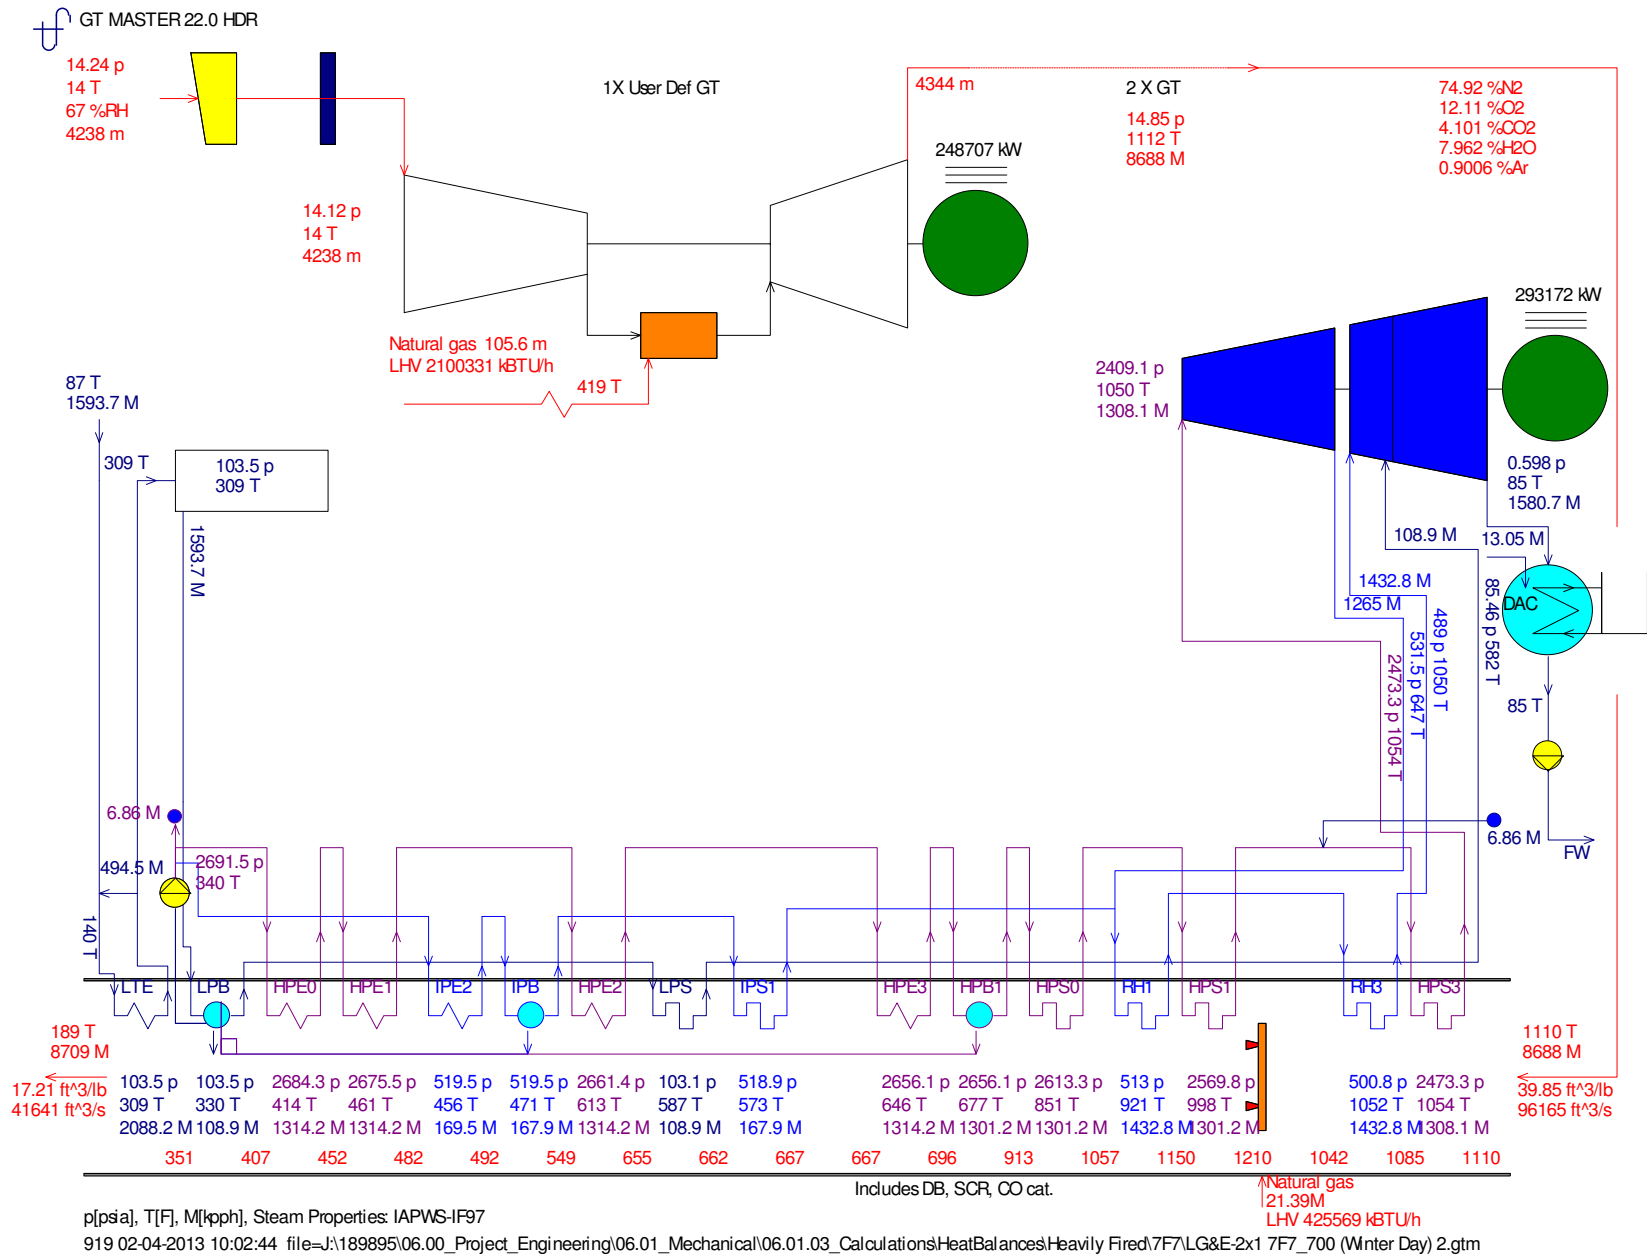 GT MASTER 22.0 HDR
14.24 p
14 T
67 %RH
4238 m
1X User Def GT
4344 m
2 X GT
14.85 p
1112 T
8688 M
74.92 %N2
12.11 %O2
4.101 %CO2
7.962 %H2O
0.9006 %Ar
248707 kW
14.12 p
14 T
4238 m
Natural gas 105.6 m
LHV 2100331 kBTU/h
419 T
293172 kW
2409.1 p
1050 T
1308.1 M
87 T
1593.7 M
309 T
103.5 p
309 T
1593.7 M
0.598 p
85 T
1580.7 M
108.9 M
13.05 M
1432.8 M
1265 M
DAC
85.46 p 582 T
489 p 1050 T
531.5 p 647 T
2473.3 p 1054 T
85 T
6.86 M
FW
6.86 M
494.5 M
2691.5 p
340 T
140 T
LTE LPB HPE0 HPE1 IPE2 IPB HPE2 LPS IPS1 HPE3 HPB1 HPS0 RH1 HPS1 RH3 HPS3
189 T
8709 M
17.21 ft^3/lb
41641 ft^3/s
1110 T
8688 M
39.85 ft^3/lb
96165 ft^3/s
103.5 p 103.5 p 2684.3 p 2675.5 p 519.5 p 519.5 p 2661.4 p 103.1 p 518.9 p 2656.1 p 2656.1 p 2613.3 p 513 p 2569.8 p 500.8 p 2473.3 p
309 T 330 T 414 T 461 T 456 T 471 T 613 T 587 T 573 T 646 T 677 T 851 T 921 T 998 T 1052 T 1054 T
2088.2 M 108.9 M 1314.2 M 1314.2 M 169.5 M 167.9 M 1314.2 M 108.9 M 167.9 M 1314.2 M 1301.2 M 1301.2 M 1432.8 M 1301.2 M 1432.8 M 1308.1 M
351 407 452 482 492 549 655 662 667 667 696 913 1057 1150 1210 1042 1085 1110
Includes DB, SCR, CO cat.
Natural gas
21.39M
LHV 425569 kBTU/h
p[psia], T[F], M[kpph], Steam Properties: IAPWS-IF97
919 02-04-2013 10:02:44 file=J:\189895\06.00_Project_Engineering\06.01_Mechanical\06.01.03_Calculations\HeatBalances\Heavily Fired\7F7\LG&E-2x1 7F7_700 (Winter Day) 2.gtm